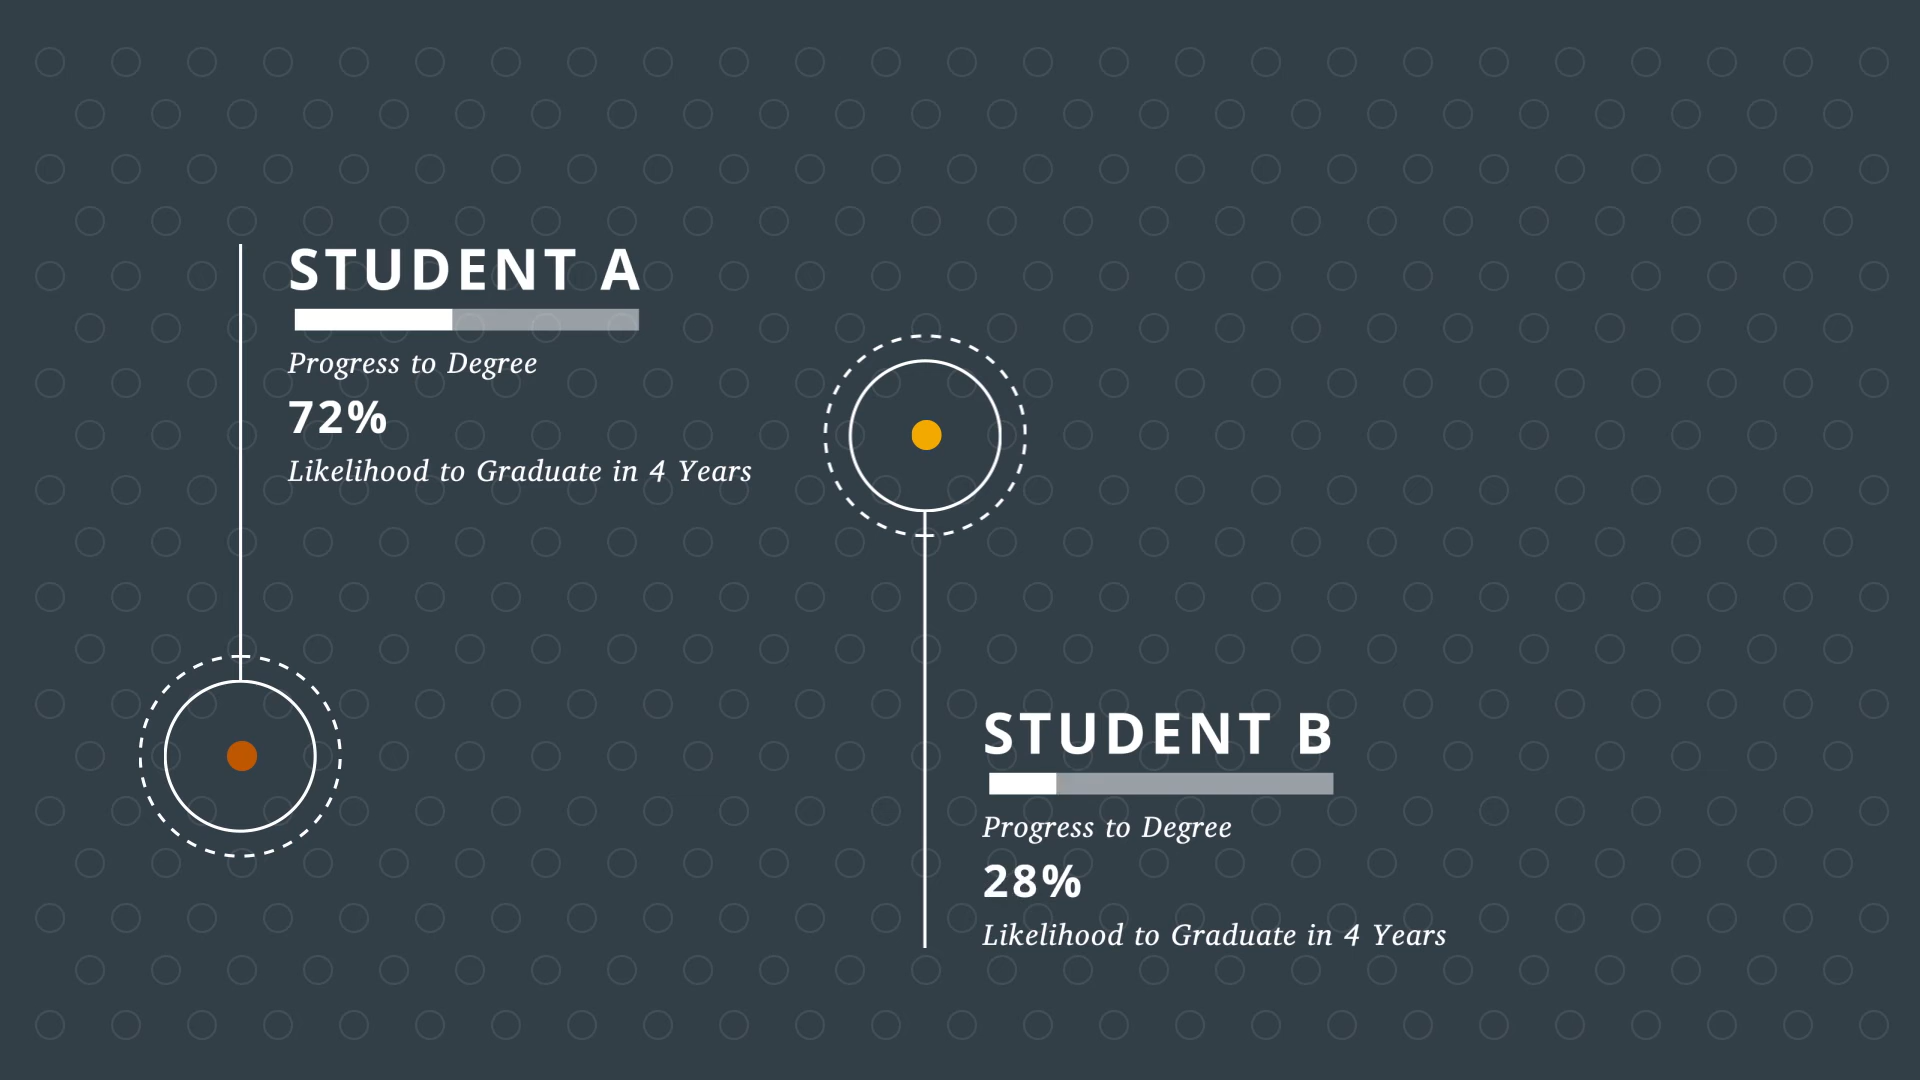 STUDENT A
Progress to Degree
72%
Likelihood to Graduate in 4 Years
STUDENT B
Progress to Degree
28%
Likelihood to Graduate in 4 Years